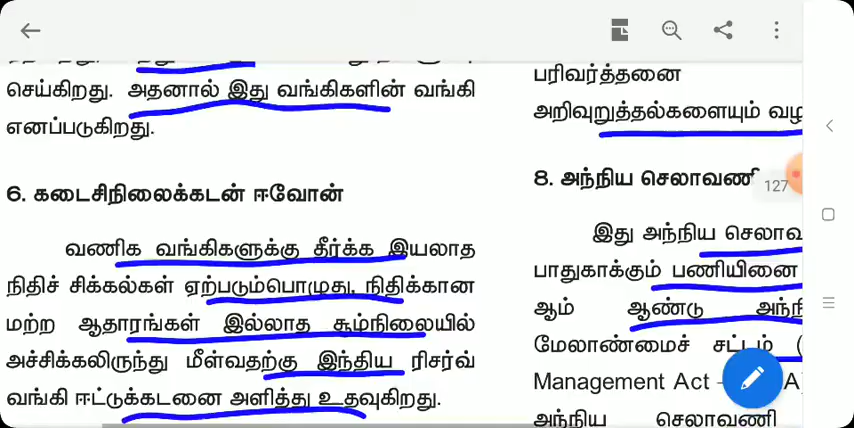 செய்கிறது. அதனால் இது வங்கிகளின் வங்கி
எனப்படுகிறது.
6. கடைசிநிலைக்கடன் ஈவோன்
வணிக வங்கிகளுக்கு தீர்க்க இயலாத
நிதிச் சிக்கல்கள் ஏற்படும்பொழுது, நிதிக்கான
மற்ற ஆதாரங்கள் இல்லாத சூழ்நிலையில்
அச்சிக்கலிருந்து மீள்வதற்கு இந்திய ரிசர்வ்
வங்கி ஈட்டுக்கடனை அளித்து உதவுகிறது.
பரிவர்த்தனை
அறிவுறுத்தல்களையும் வழ
8. அந்நிய செலாவணி
127
இது அந்நிய செலாவ
பாதுகாக்கும் பணியினை
ஆம் ஆண்டு அந்நி
மேலாண்மைச் சட்டம் (
Management Act – A)
அந்நிய செலாவணி